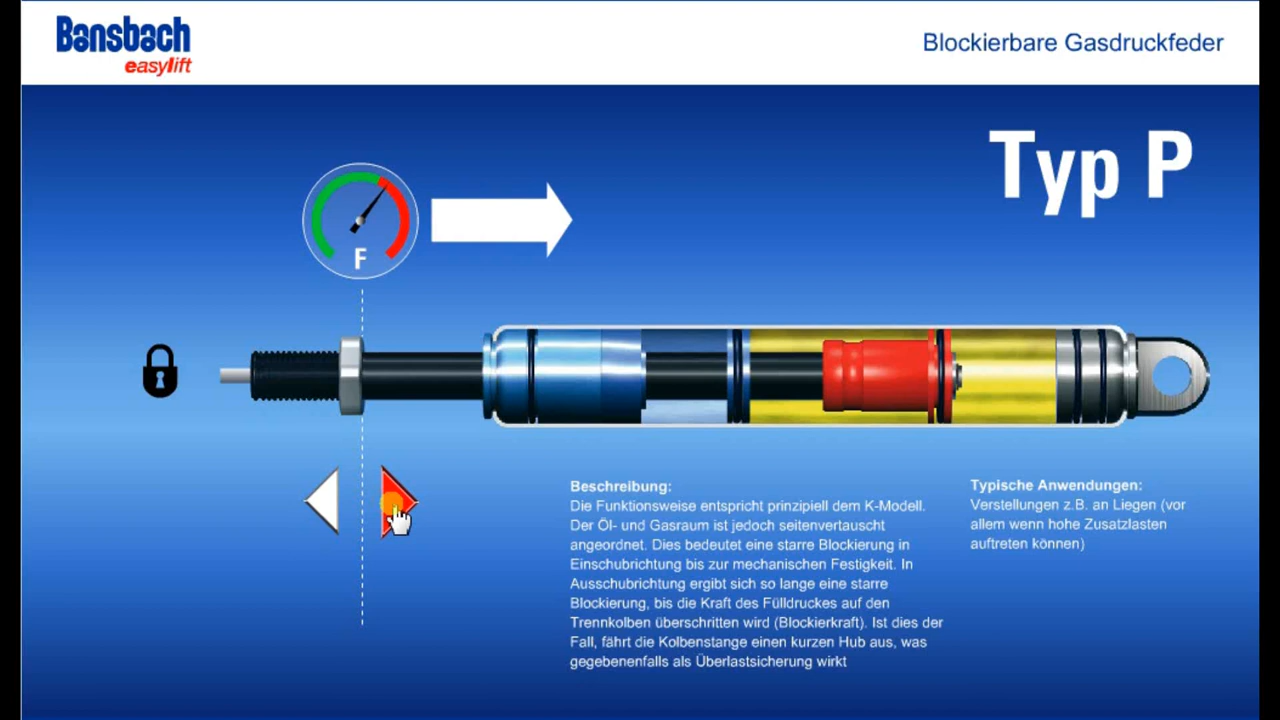 Bansbach
easylift
Blockierbare Gasdruckfeder
Typ P
F
Beschreibung:
Die Funktionsweise entspricht prinzipiell dem K-Modell.
Der Öl- und Gasraum ist jedoch seitenvertauscht
angeordnet. Dies bedeutet eine starre Blockierung in
Einschubrichtung bis zur mechanischen Festigkeit. In
Ausschubrichtung ergibt sich so lange eine starre
Blockierung, bis die Kraft des Fülldruckes auf den
Trennkolben überschritten wird (Blockierkraft). Ist dies der
Fall, fährt die Kolbenstange einen kurzen Hub aus, was
gegebenenfalls als Überlastsicherung wirkt
Typische Anwendungen:
Verstellungen z.B. an Liegen (vor
allem wenn hohe Zusatzlasten
auftreten können)